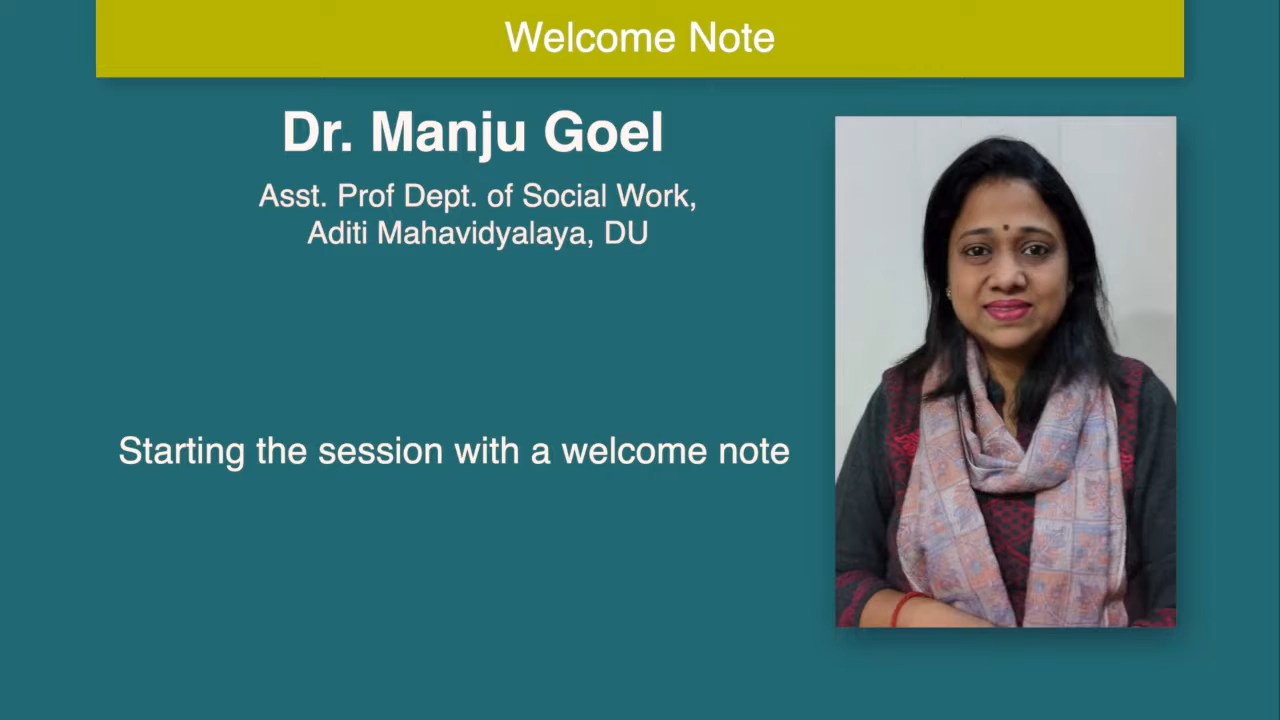 Welcome Note
Dr. Manju Goel
Asst. Prof Dept. of Social Work,
Aditi Mahavidyalaya, DU
Starting the session with a welcome note